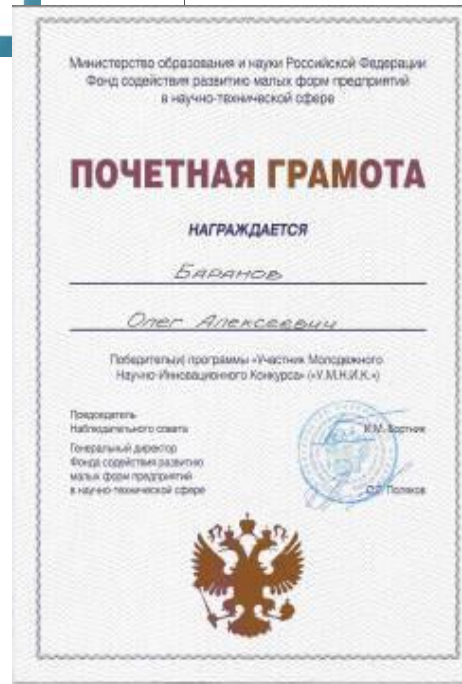 Министерство образования и науки Российской Федерации
Фонд содействия развитию малых форм предприятий
в научно-технической сфере
ПОЧЕТНАЯ ГРАМОТА
НАГРАЖДАЕТСЯ
Баранов
Олег Алексеевич
Победитель(и) программы «Участник Молодежного
Научно-Инновационного Конкурса» («У.М.Н.И.К.»)
Председатель
Наблюдательного совета
И.М. Бортник
Генеральный директор
Фонда содействия развитию
малых форм предприятий
в научно-технической сфере
С.Г. Поляков